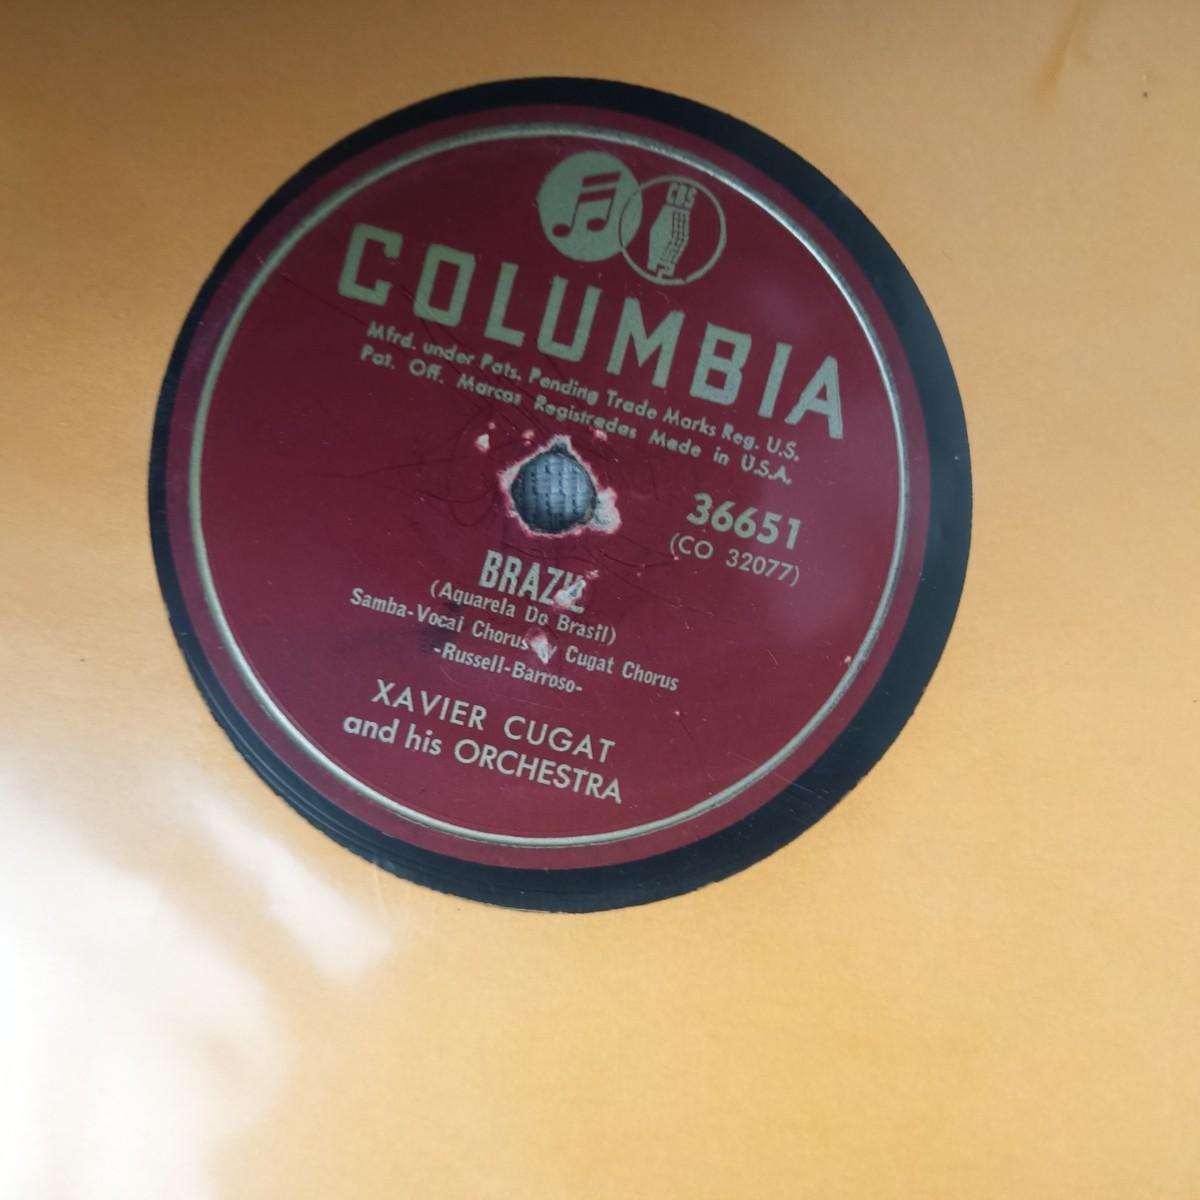 CBS
COLUMBIA
Mfrd. under Pats. Pending Trade Marks Reg. U.S.
Pat. Off. Marcas Registradas Made in U.S.A.
36651
(CO 32077)
BRAZIL
(Aquarela Do Brasil)
Samba-Vocal Chorus by Cugat Chorus
-Russell-Barroso-
XAVIER CUGAT
and his ORCHESTRA